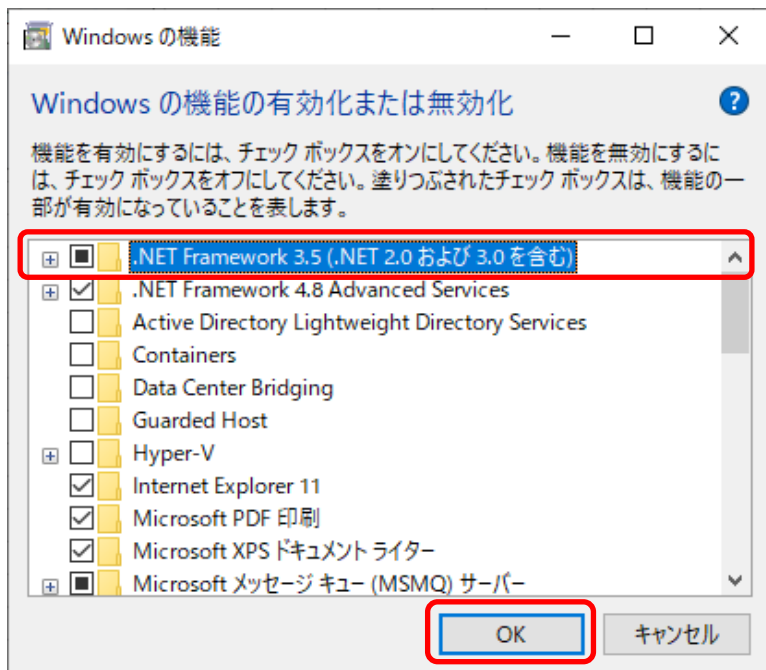 Windows の機能
Windows の機能の有効化または無効化
機能を有効にするには、チェック ボックスをオンにしてください。機能を無効にするに
は、チェック ボックスをオフにしてください。塗りつぶされたチェック ボックスは、機能の一
部が有効になっていることを表します。
.NET Framework 3.5 (.NET 2.0 および 3.0 を含む)
.NET Framework 4.8 Advanced Services
Active Directory Lightweight Directory Services
Containers
Data Center Bridging
Guarded Host
Hyper-V
Internet Explorer 11
Microsoft PDF 印刷
Microsoft XPS ドキュメント ライター
Microsoft メッセージ キュー (MSMQ) サーバー
OK
キャンセル